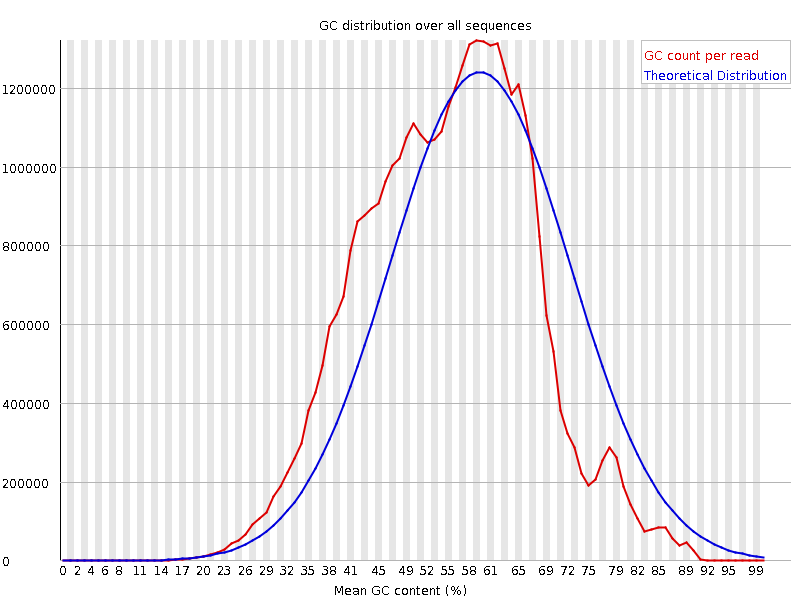 GC distribution over all sequences
GC count per read
Theoretical Distribution
1200000
1000000
800000
600000
400000
200000
0
0 2 4 6 8 11 14 17 20 23 26 29 32 35 38 41 45 49 52 55 58 61 65 69 72 75 79 82 85 89 92 95 99
Mean GC content (%)